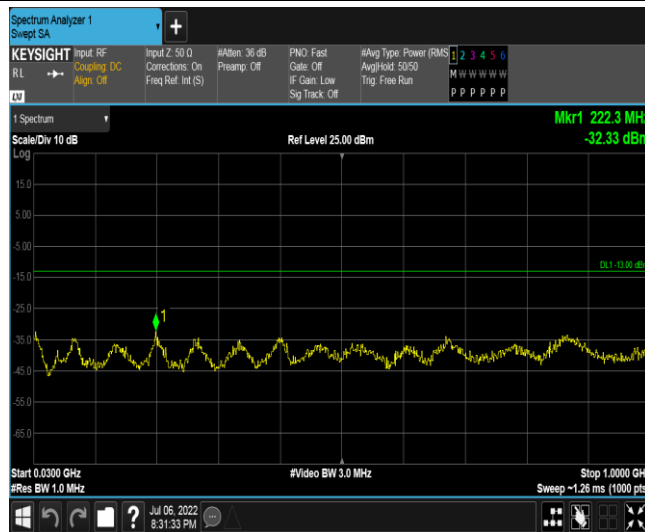 Spectrum Analyzer 1
Swept SA
+
KEYSIGHT
RL
LXI
Input: RF
Coupling: DC
Align: Off
Input Z: 50 Ω
Corrections: On
Freq Ref: Int (S)
#Atten: 36 dB
Preamp: Off
PNO: Fast
Gate: Off
IF Gain: Low
Sig Track: Off
#Avg Type: Power (RMS
Avg|Hold: 50/50
Trig: Free Run
1 2 3 4 5 6
M W W W W W
P P P P P P
1 Spectrum
Mkr1 222.3 MHz
Scale/Div 10 dB
Ref Level 25.00 dBm
-32.33 dBm
Log
15.0
5.00
-5.00
DL1 -13.00 dBm
-15.0
-25.0
1
-35.0
-45.0
-55.0
-65.0
Start 0.0300 GHz
#Video BW 3.0 MHz
Stop 1.0000 GH
#Res BW 1.0 MHz
Sweep ~1.26 ms (1000 pts
?
Jul 06, 2022
8:31:33 PM